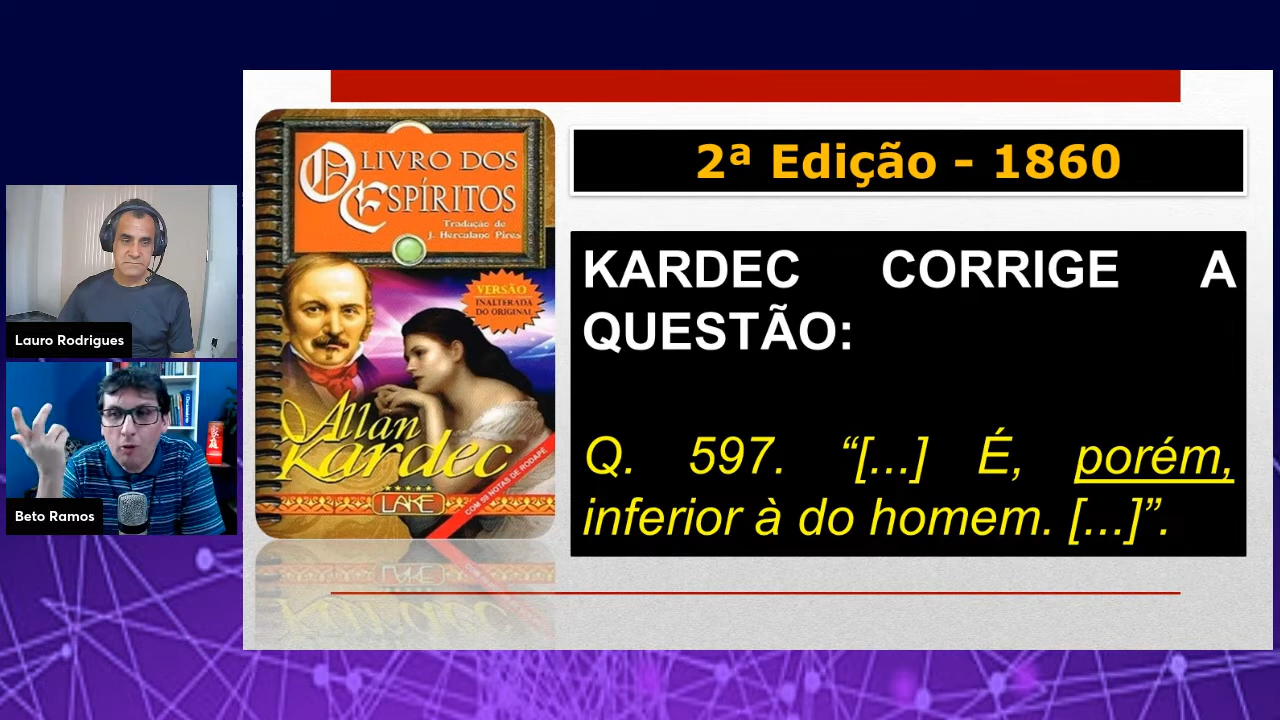 Lauro Rodrigues
Beto Ramos
O LIVRO DOS
ESPÍRITOS
Tradução de
J. Herculano Pires
VERSÃO
INALTERADA
DO ORIGINAL
Allan
Kardec
LAKE
COM 59 NOTAS DE RODAPÉ
2ª Edição - 1860
KARDEC CORRIGE A
QUESTÃO:
Q. 597. “[...] É, porém,
inferior à do homem. [...]”.